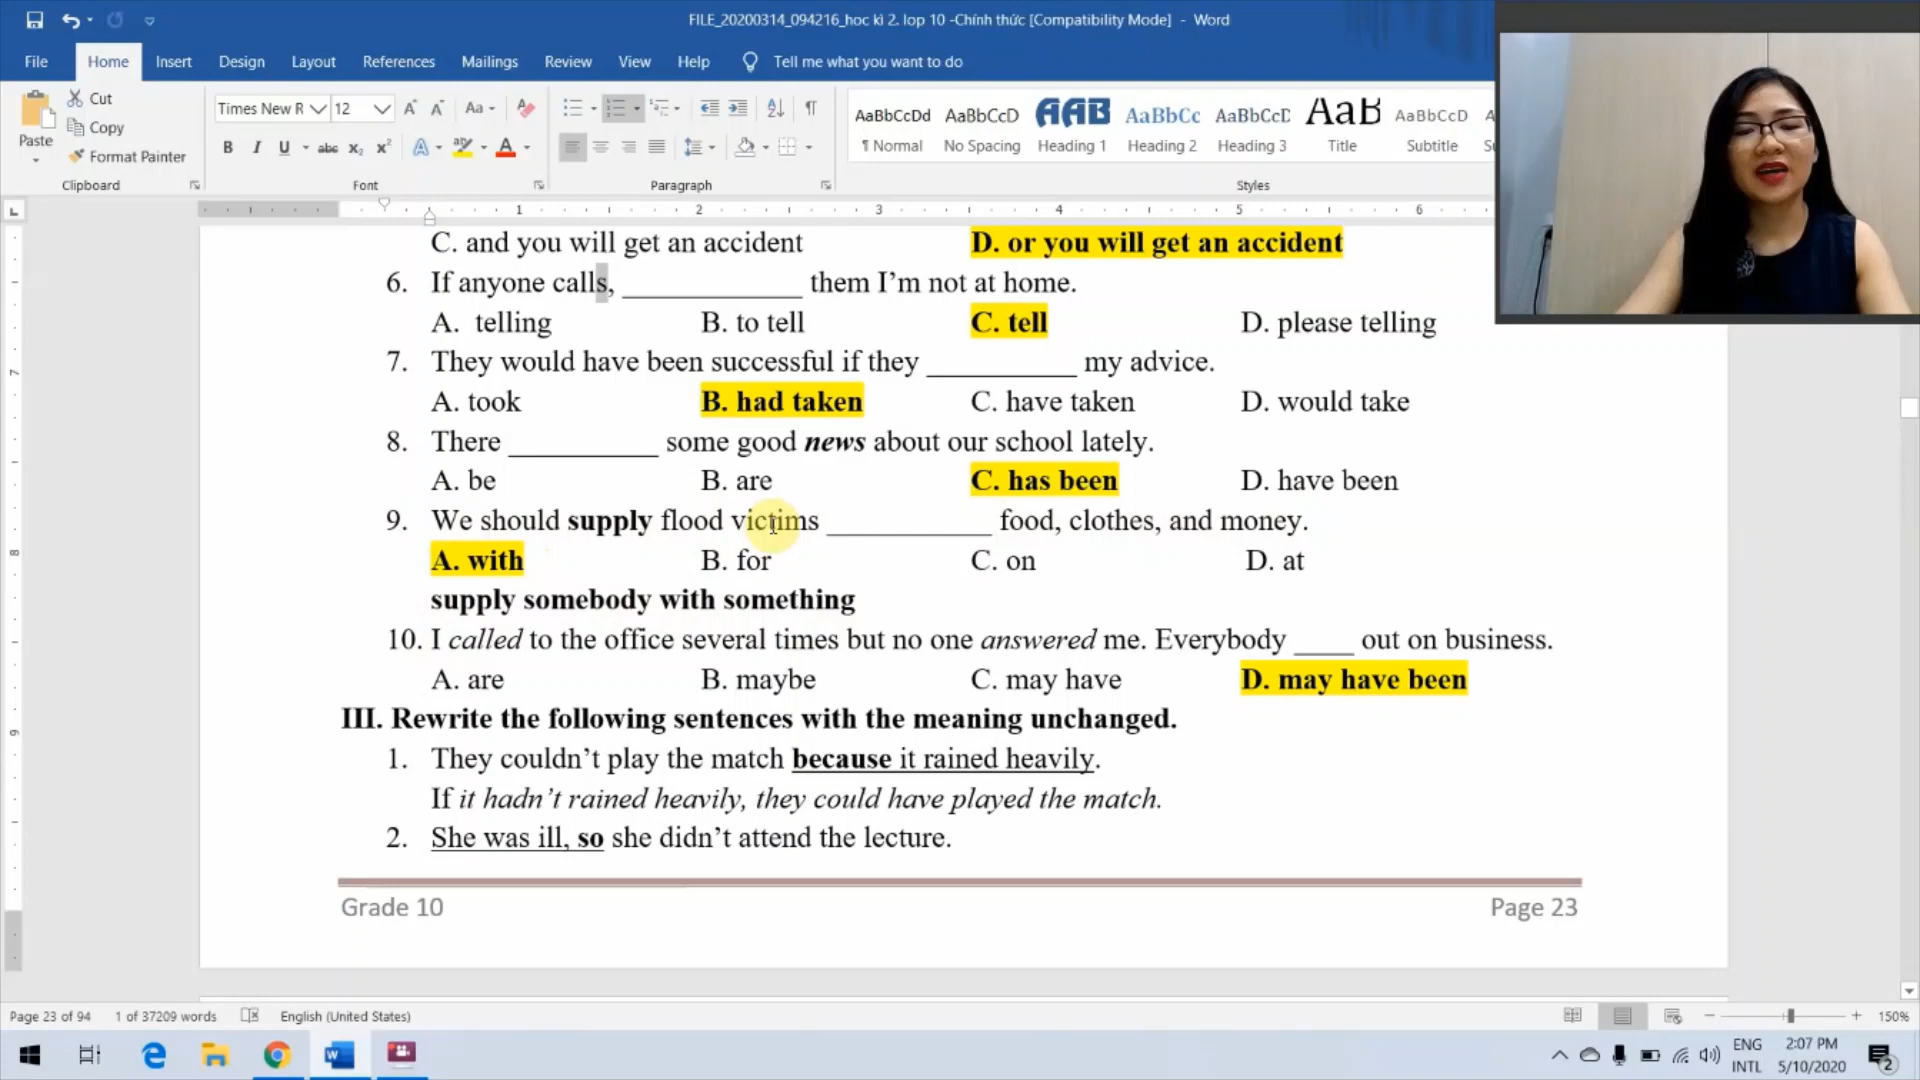 FILE_20200314_094216_hoc kì 2. lop 10 -Chính thức [Compatibility Mode] - Word
File Home Insert Design Layout References Mailings Review View Help Tell me what you want to do
Cut
Copy
Format Painter
Paste
Clipboard
Times New R 12
Font
Paragraph
AaBbCcDd AaBbCcD AABBCC AaBbCc AaBbCcD AaB AaBbCcD
¶ Normal No Spacing Heading 1 Heading 2 Heading 3 Title Subtitle
Styles
1 2 3 4 5 6
C. and you will get an accident D. or you will get an accident
6. If anyone calls, ____________ them I’m not at home.
A. telling B. to tell C. tell D. please telling
7. They would have been successful if they __________ my advice.
A. took B. had taken C. have taken D. would take
8. There __________ some good news about our school lately.
A. be B. are C. has been D. have been
9. We should supply flood victims ___________ food, clothes, and money.
A. with B. for C. on D. at
supply somebody with something
10. I called to the office several times but no one answered me. Everybody ____ out on business.
A. are B. maybe C. may have D. may have been
III. Rewrite the following sentences with the meaning unchanged.
1. They couldn’t play the match because it rained heavily.
If it hadn’t rained heavily, they could have played the match.
2. She was ill, so she didn’t attend the lecture.
Grade 10 Page 23
Page 23 of 94 1 of 37209 words English (United States) 150%
ENG 2:07 PM
INTL 5/10/2020 2